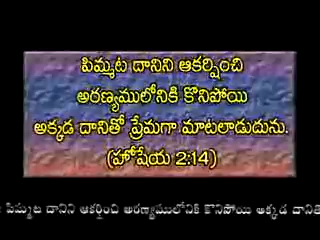 పిమ్మట దానిని ఆకర్షించి
అరణ్యములోనికి కొనిపోయి
అక్కడ దానితో ప్రేమగా మాటలాడుదును.
(హోషేయ 2:14)
: పిమ్మట దానిని ఆకర్షించి అరణ్యములోనికి కొనిపోయి అక్కడ దానితో